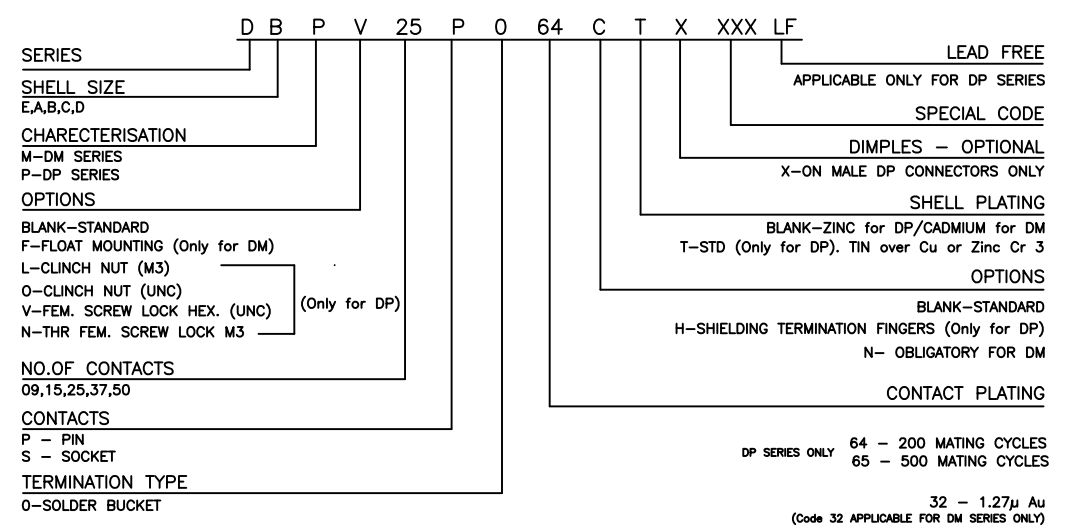 D B P V 25 P 0 64 C T X XXX LF
SERIES
SHELL SIZE
E,A,B,C,D
CHARECTERISATION
M-DM SERIES
P-DP SERIES
OPTIONS
BLANK-STANDARD
F-FLOAT MOUNTING (Only for DM)
L-CLINCH NUT (M3)
O-CLINCH NUT (UNC)
V-FEM. SCREW LOCK HEX. (UNC)
N-THR FEM. SCREW LOCK M3
(Only for DP)
NO.OF CONTACTS
09,15,25,37,50
CONTACTS
P - PIN
S - SOCKET
TERMINATION TYPE
0-SOLDER BUCKET
LEAD FREE
APPLICABLE ONLY FOR DP SERIES
SPECIAL CODE
DIMPLES - OPTIONAL
X-ON MALE DP CONNECTORS ONLY
SHELL PLATING
BLANK-ZINC for DP/CADMIUM for DM
T-STD (Only for DP). TIN over Cu or Zinc Cr 3
OPTIONS
BLANK-STANDARD
H-SHIELDING TERMINATION FINGERS (Only for DP)
N- OBLIGATORY FOR DM
CONTACT PLATING
DP SERIES ONLY
64 - 200 MATING CYCLES
65 - 500 MATING CYCLES
32 - 1.27µ Au
(Code 32 APPLICABLE FOR DM SERIES ONLY)